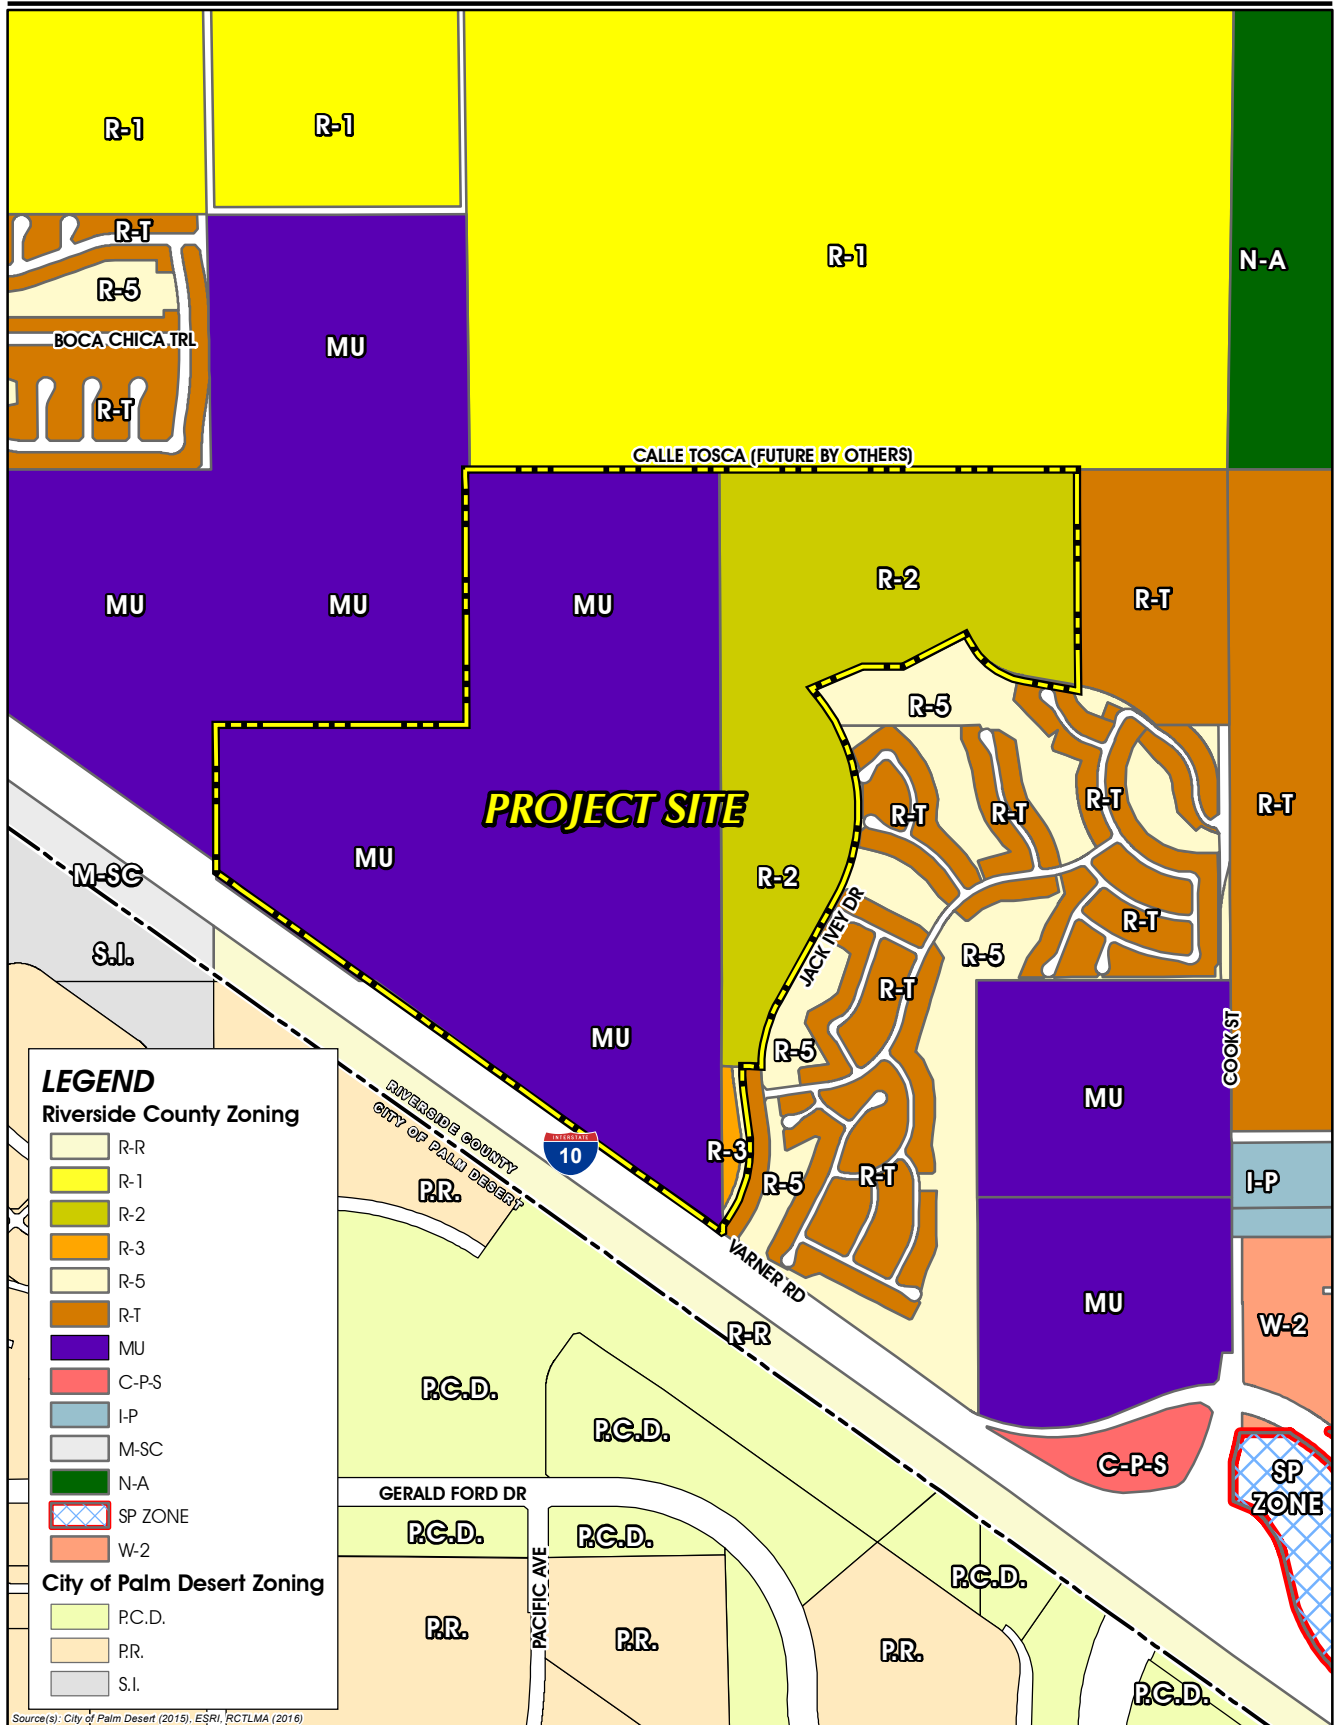 R-1
R-1
R-1
N-A
R-T
R-5
BOCA CHICA TRL
R-T
MU
CALLE TOSCA (FUTURE BY OTHERS)
MU
MU
MU
R-2
R-T
R-5
PROJECT SITE
R-T
R-T
R-T
R-T
MU
R-2
M-SC
S.I.
JACK IVEY DR
R-T
R-5
R-T
MU
R-5
COOK ST
MU
R-3
R-5
R-T
I-P
RIVERSIDE COUNTY
CITY OF PALM DESERT
INTERSTATE
10
P.R.
VARNER RD
R-R
MU
W-2
P.C.D.
P.C.D.
C-P-S
SP
ZONE
GERALD FORD DR
P.C.D.
P.C.D.
PACIFIC AVE
P.C.D.
P.R.
P.R.
P.R.
P.C.D.
LEGEND
Riverside County Zoning
R-R
R-1
R-2
R-3
R-5
R-T
MU
C-P-S
I-P
M-SC
N-A
SP ZONE
W-2
City of Palm Desert Zoning
P.C.D.
P.R.
S.I.
Source(s): City of Palm Desert (2015), ESRI, RCTLMA (2016)